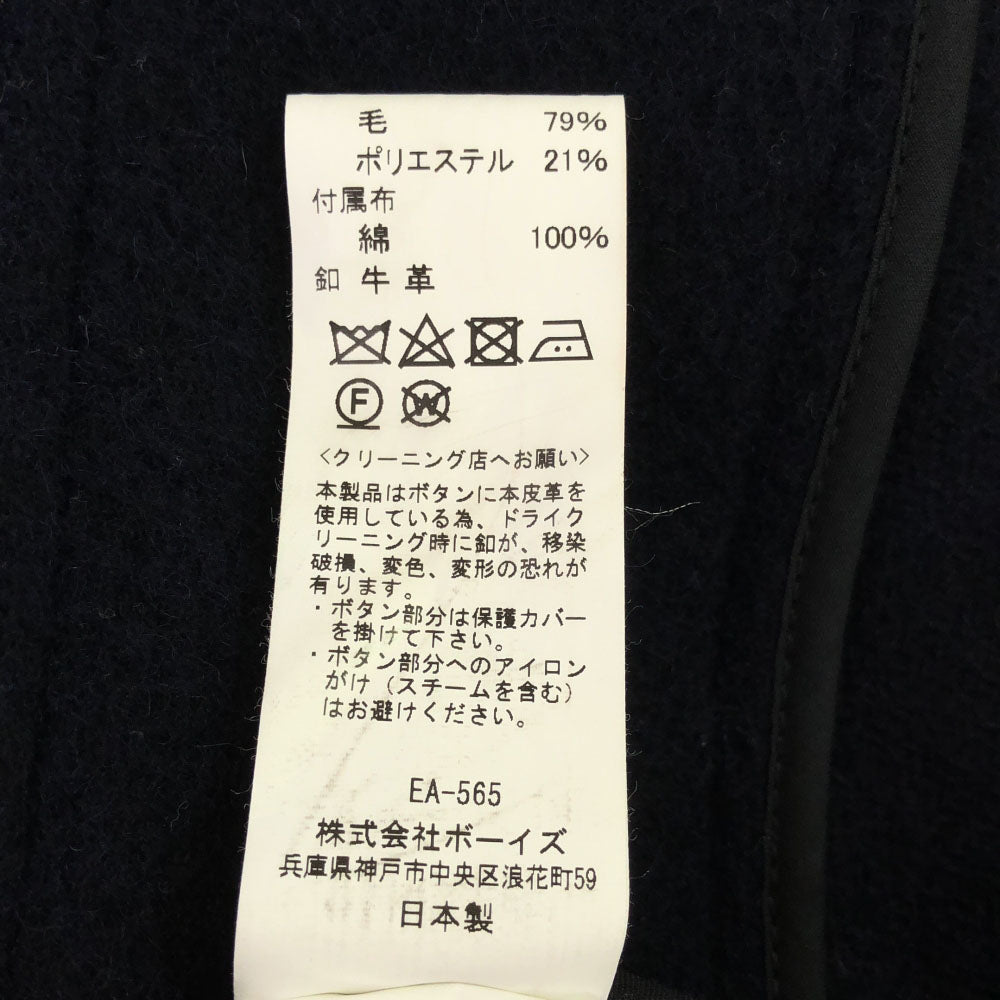 毛 79%
ポリエステル 21%
付属布
綿 100%
釦 牛革
F W
<クリーニング店へお願い>
本製品はボタンに本皮革を
使用している為、ドライク
リーニング時に釦が、移染
破損、変色、変形の恐れが
有ります。
・ボタン部分は保護カバー
を掛けて下さい。
・ボタン部分へのアイロン
がけ（スチームを含む）
はお避けください。
EA-565
株式会社ボーイズ
兵庫県神戸市中央区浪花町59
日本製